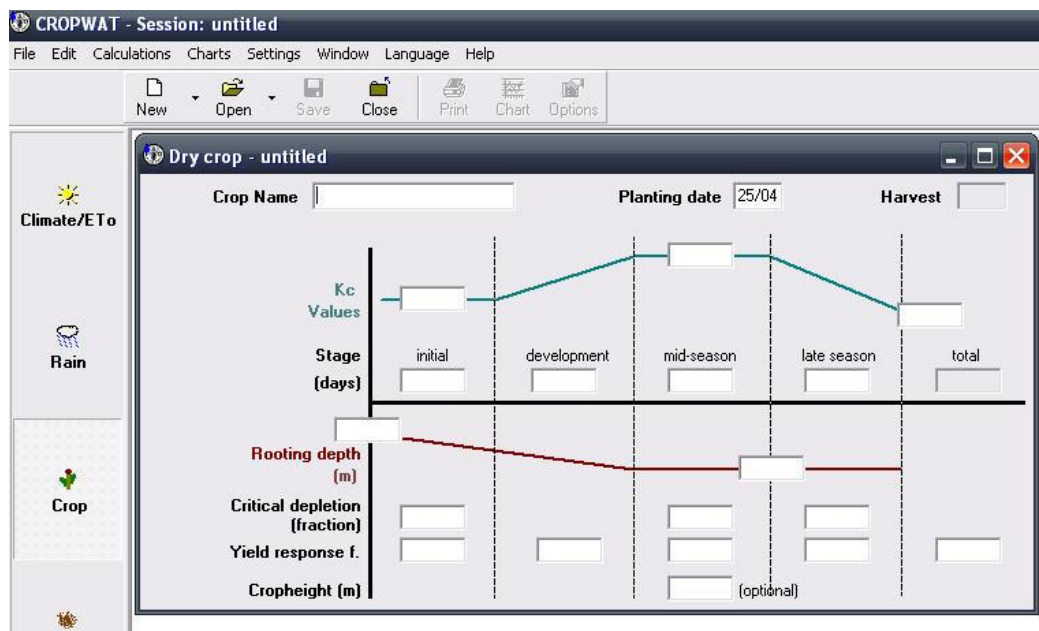 CROPWAT - Session: untitled
File Edit Calculations Charts Settings Window Language Help
New Open Save Close Print Chart Options
Dry crop - untitled
Crop Name Planting date 25/04 Harvest
Climate/ETo
Kc
Values
Rain
Stage initial development mid-season late season total
(days)
Rooting depth
(m)
Crop
Critical depletion
(fraction)
Yield response f.
Cropheight (m) (optional)